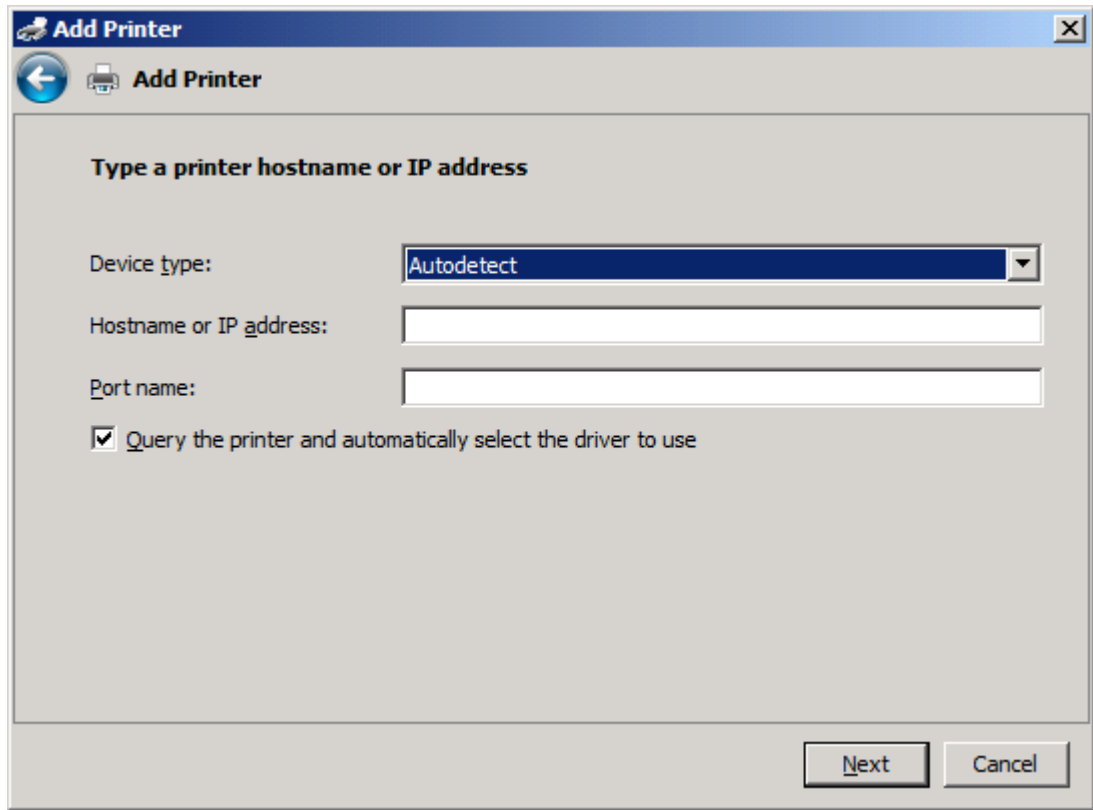 Add Printer
Add Printer
Type a printer hostname or IP address
Device type:
Autodetect
Hostname or IP address:
Port name:
Query the printer and automatically select the driver to use
Next
Cancel